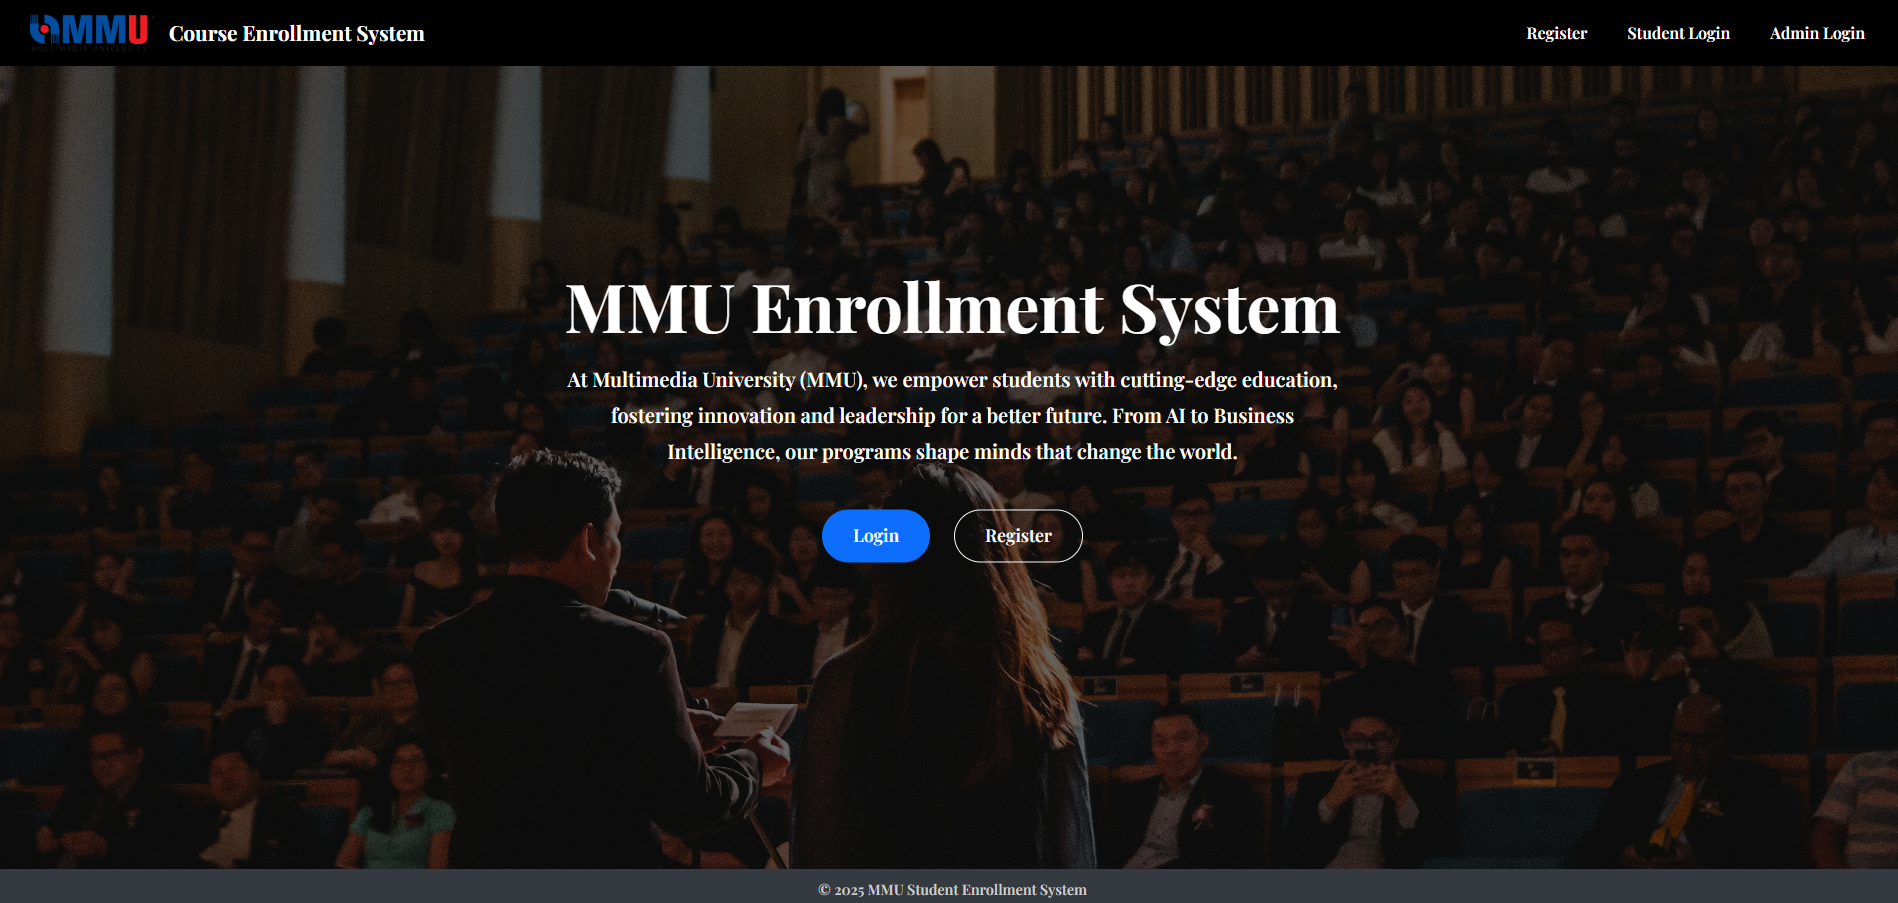 MMU
MULTIMEDIA UNIVERSITY
Course Enrollment System
Register
Student Login
Admin Login
MMU Enrollment System
At Multimedia University (MMU), we empower students with cutting-edge education,
fostering innovation and leadership for a better future. From AI to Business
Intelligence, our programs shape minds that change the world.
Login
Register
© 2025 MMU Student Enrollment System